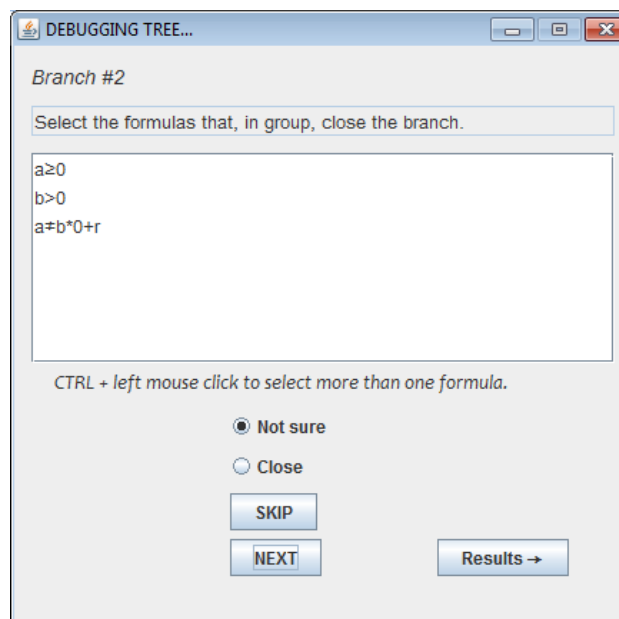 DEBUGGING TREE...
Branch #2
Select the formulas that, in group, close the branch.
a≥0
b>0
a≠b*0+r
CTRL + left mouse click to select more than one formula.
Not sure
Close
SKIP
NEXT
Results →